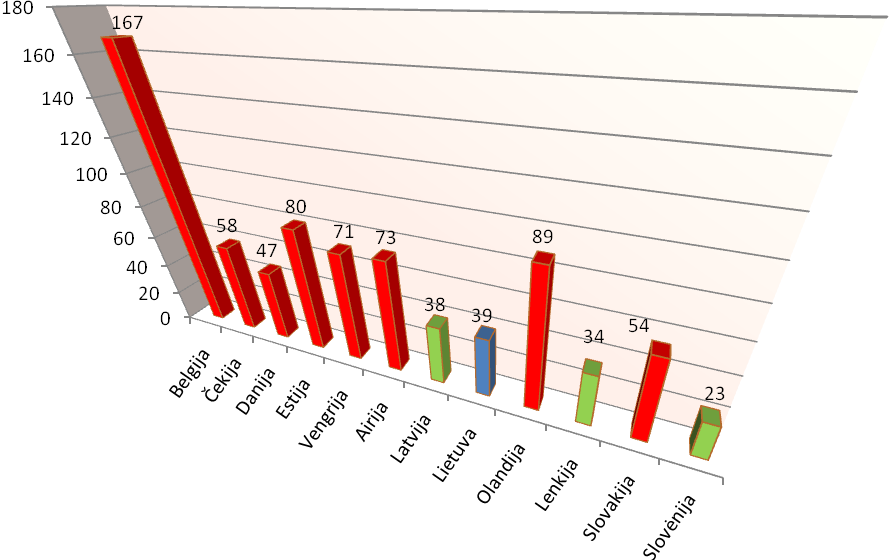 180
160
140
120
100
80
60
40
20
0
167
58
47
80
71
73
38
39
89
34
54
23
Belgija
Čekija
Danija
Estija
Vengrija
Airija
Latvija
Lietuva
Olandija
Lenkija
Slovakija
Slovėnija